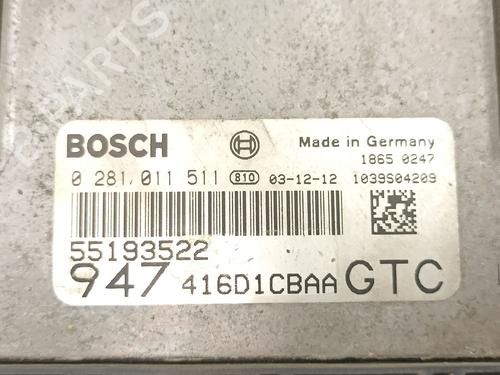 BOSCH
Made in Germany
1865 0247
0 281 011 511 810 03-12-12 1039S04209
55193522
947 416D1CBAA GTC
PARTS